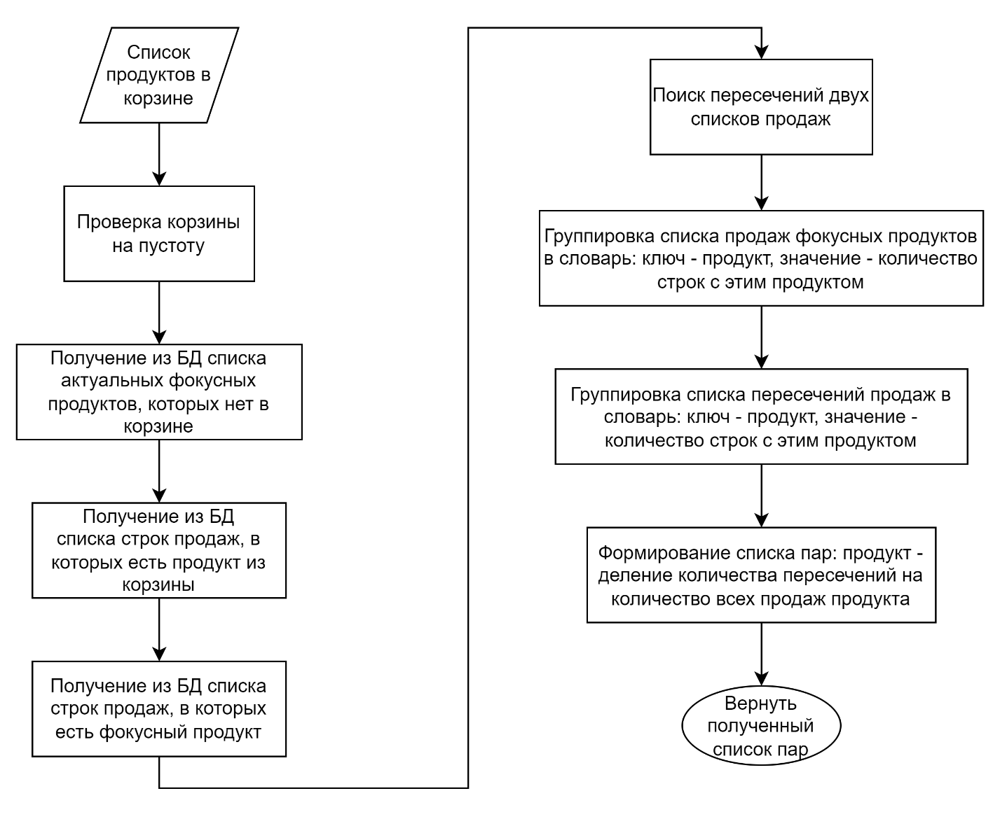 Список
продуктов в
корзине
Проверка корзины
на пустоту
Получение из БД списка
актуальных фокусных
продуктов, которых нет в
корзине
Получение из БД
списка строк продаж, в
которых есть продукт из
корзины
Получение из БД списка
строк продаж, в которых
есть фокусный продукт
Поиск пересечений двух
списков продаж
Группировка списка продаж фокусных продуктов
в словарь: ключ - продукт, значение - количество
строк с этим продуктом
Группировка списка пересечений продаж в
словарь: ключ - продукт, значение -
количество строк с этим продуктом
Формирование списка пар: продукт -
деление количества пересечений на
количество всех продаж продукта
Вернуть
полученный
список пар